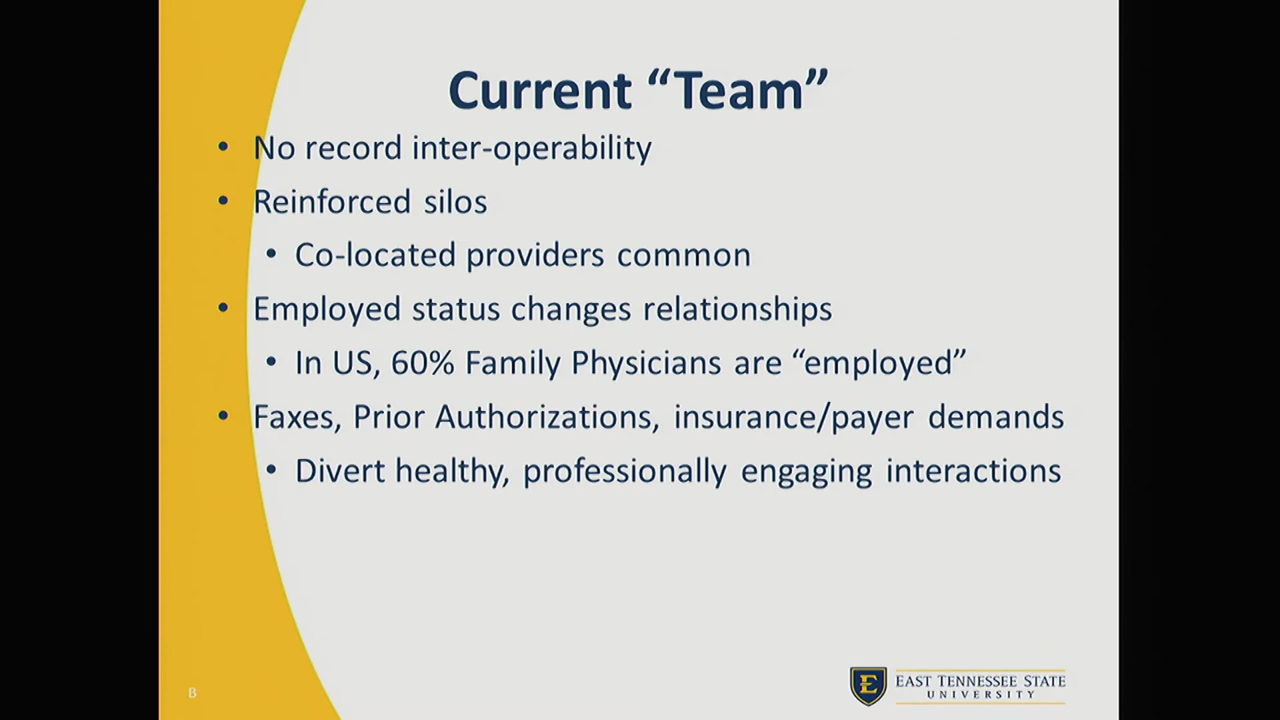 Current “Team”
• No record inter-operability
• Reinforced silos
• Co-located providers common
• Employed status changes relationships
• In US, 60% Family Physicians are “employed”
• Faxes, Prior Authorizations, insurance/payer demands
• Divert healthy, professionally engaging interactions
B
E
EAST TENNESSEE STATE
UNIVERSITY